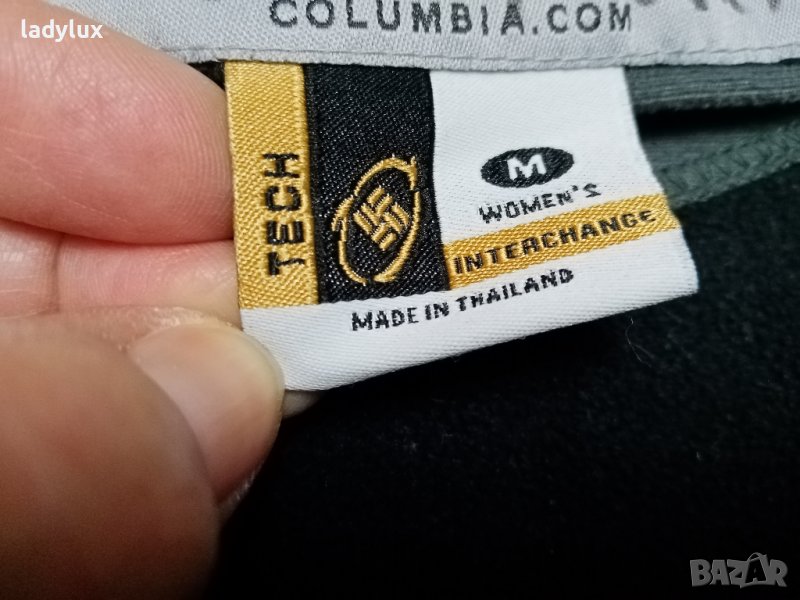 ladylux
COLUMBIA.COM
TECH
M
WOMEN'S
INTERCHANGE
MADE IN THAILAND
BAZAR